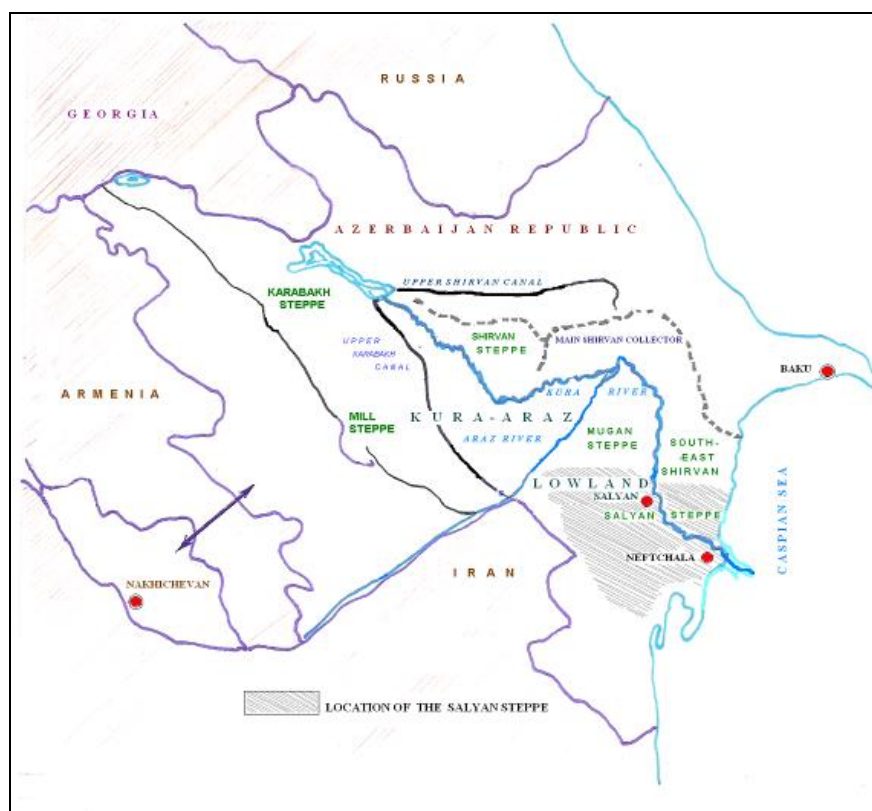 RUSSIA
GEORGIA
AZERBAIJAN REPUBLIC
UPPER SHIRVAN CANAL
KARABAKH
STEPPE
SHIRVAN
STEPPE
MAIN SHIRVAN COLLECTOR
UPPER
KARABAKH
CANAL
BAKU
ARMENIA
KURA RIVER
MILL
STEPPE
KURA-ARAZ
ARAZ RIVER
MUGAN
STEPPE
SOUTH-
EAST
SHIRVAN
LOWLAND
SALYAN
SALYAN STEPPE
CASPIAN SEA
NEFTCHALA
IRAN
NAKHICHEVAN
LOCATION OF THE SALYAN STEPPE